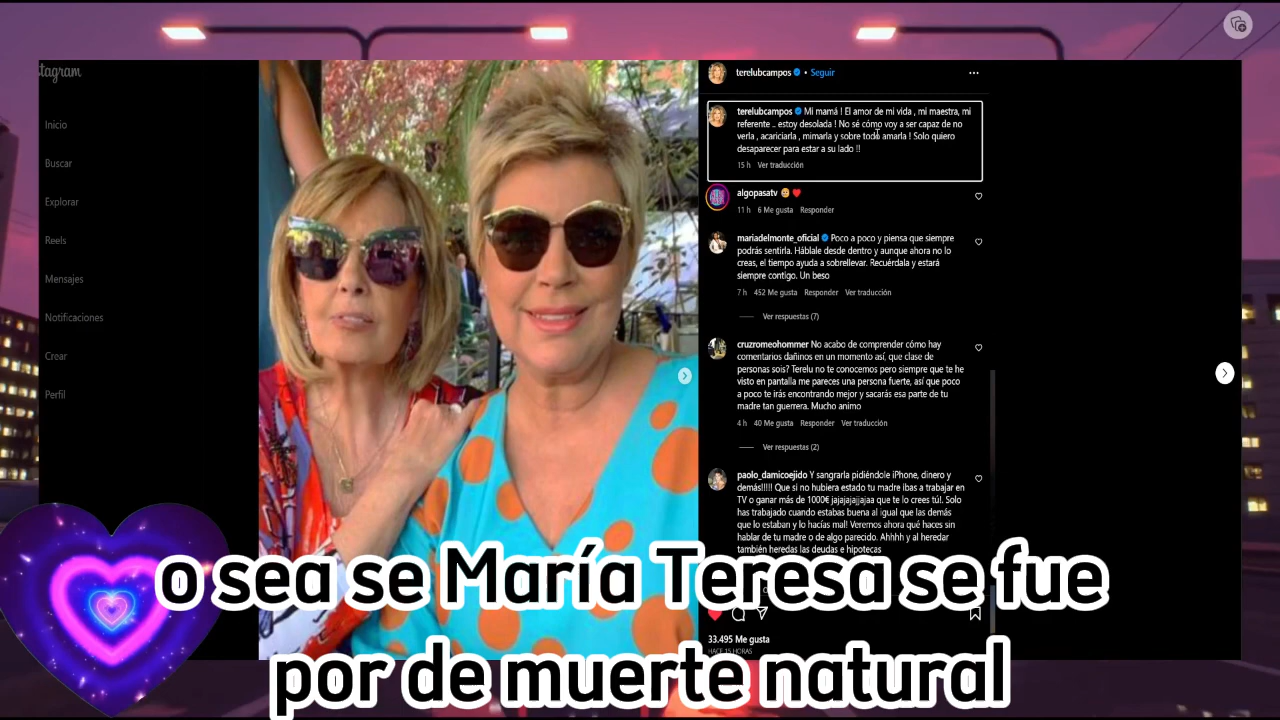 tagram
Inicio
Buscar
Explorar
Reels
Mensajes
Notificaciones
Crear
Perfil
terelubcampos • Seguir
terelubcampos Mi mamá ! El amor de mi vida , mi maestra, mi
referente .. estoy desolada ! No sé cómo voy a ser capaz de no
verla , acariciarla , mimarla y sobre todo amarla ! Solo quiero
desaparecer para estar a su lado !!
15 h Ver traducción
algopasatv
11 h 6 Me gusta Responder
mariadelmonte_oficial Poco a poco y piensa que siempre
podrás sentirla. Háblale desde dentro y aunque ahora no lo
creas, el tiempo ayuda a sobrellevar. Recuérdala y estará
siempre contigo. Un beso
7 h 452 Me gusta Responder Ver traducción
Ver respuestas (7)
cruzromeohommer No acabo de comprender cómo hay
comentarios dañinos en un momento así, que clase de
personas sois? Terelu no te conocemos pero siempre que te he
visto en pantalla me pareces una persona fuerte, así que poco
a poco te irás encontrando mejor y sacarás esa parte de tu
madre tan guerrera. Mucho animo
4 h 40 Me gusta Responder Ver traducción
Ver respuestas (2)
paolo_damicoejido Y sangrarla pidiéndole iPhone, dinero y
demás!!!!! Que si no hubiera estado tu madre ibas a trabajar en
TV o ganar más de 1000€ jajajajajjajaa que te lo crees tú!. Solo
has trabajado cuando estabas buena al igual que las demás
que lo estaban y lo hacías mal! Veremos ahora qué haces sin
hablar de tu madre o de algo parecido. Ahhhh y al heredar
también heredas las deudas e hipotecas
o sea se María Teresa se fue
33.495 Me gusta
HACE 15 HORAS
por de muerte natural